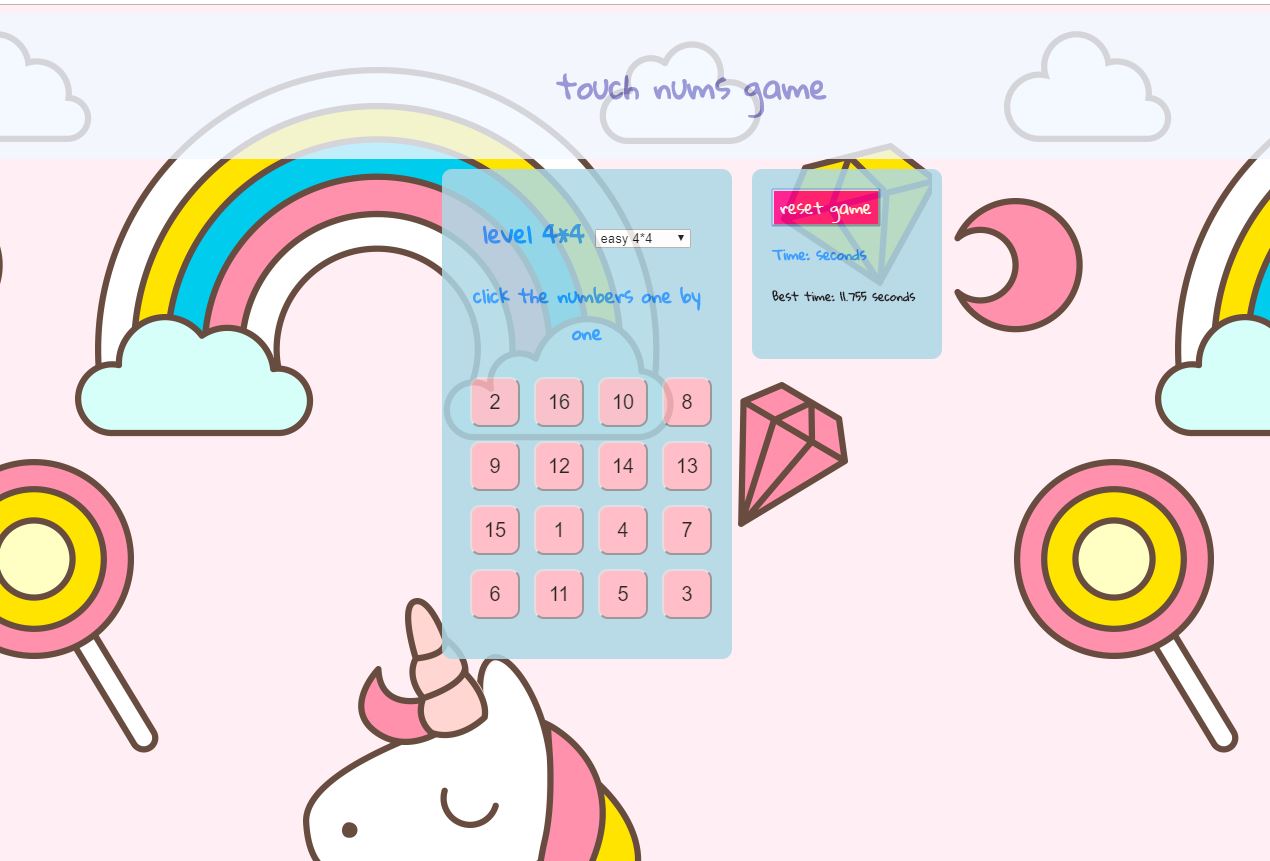 touch nums game
level 4*4 easy 4*4
click the numbers one by
one
2 16 10 8
9 12 14 13
15 1 4 7
6 11 5 3
reset game
Time: seconds
Best time: 11.755 seconds